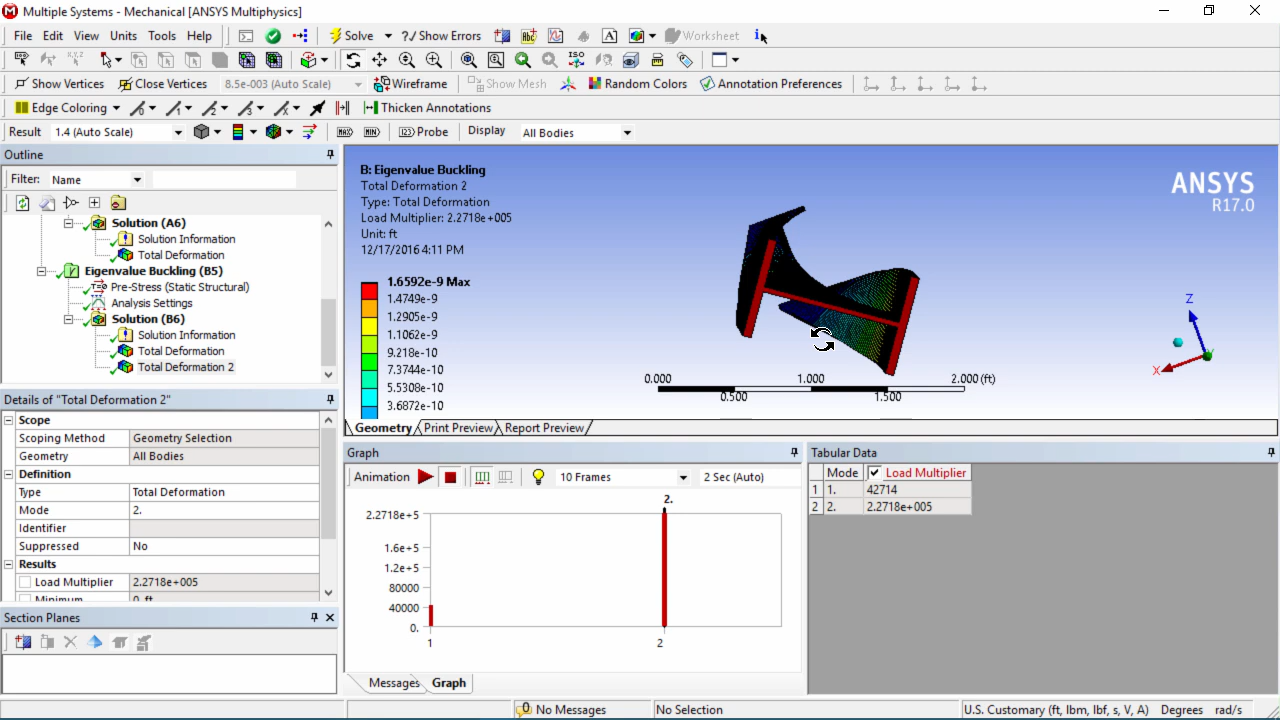 Multiple Systems - Mechanical [ANSYS Multiphysics]
File Edit View Units Tools Help Solve ?/ Show Errors Worksheet
Show Vertices Close Vertices 8.5e-003 (Auto Scale) Wireframe Show Mesh Random Colors Annotation Preferences
Edge Coloring Thicken Annotations
Result 1.4 (Auto Scale) MAX MIN 123 Probe Display All Bodies
Outline
Filter: Name
Solution (A6)
Solution Information
Total Deformation
Eigenvalue Buckling (B5)
Pre-Stress (Static Structural)
Analysis Settings
Solution (B6)
Solution Information
Total Deformation
Total Deformation 2
Details of "Total Deformation 2"
Scope
Scoping Method Geometry Selection
Geometry All Bodies
Definition
Type Total Deformation
Mode 2.
Identifier
Suppressed No
Results
Load Multiplier 2.2718e+005
Minimum 0. ft
Section Planes
B: Eigenvalue Buckling
Total Deformation 2
Type: Total Deformation
Load Multiplier: 2.2718e+005
Unit: ft
12/17/2016 4:11 PM
1.6592e-9 Max
1.4749e-9
1.2905e-9
1.1062e-9
9.218e-10
7.3744e-10
5.5308e-10
3.6872e-10
ANSYS
R17.0
0.000 1.000 2.000 (ft)
0.500 1.500
Z
X
Y
Geometry Print Preview Report Preview
Graph
Animation 10 Frames 2 Sec (Auto)
2.
2.2718e+5
1.6e+5
1.2e+5
80000
40000
0.
1 2
Messages Graph
Tabular Data
Mode Load Multiplier
1 1. 42714
2 2. 2.2718e+005
No Messages No Selection U.S. Customary (ft, lbm, lbf, s, V, A) Degrees rad/s